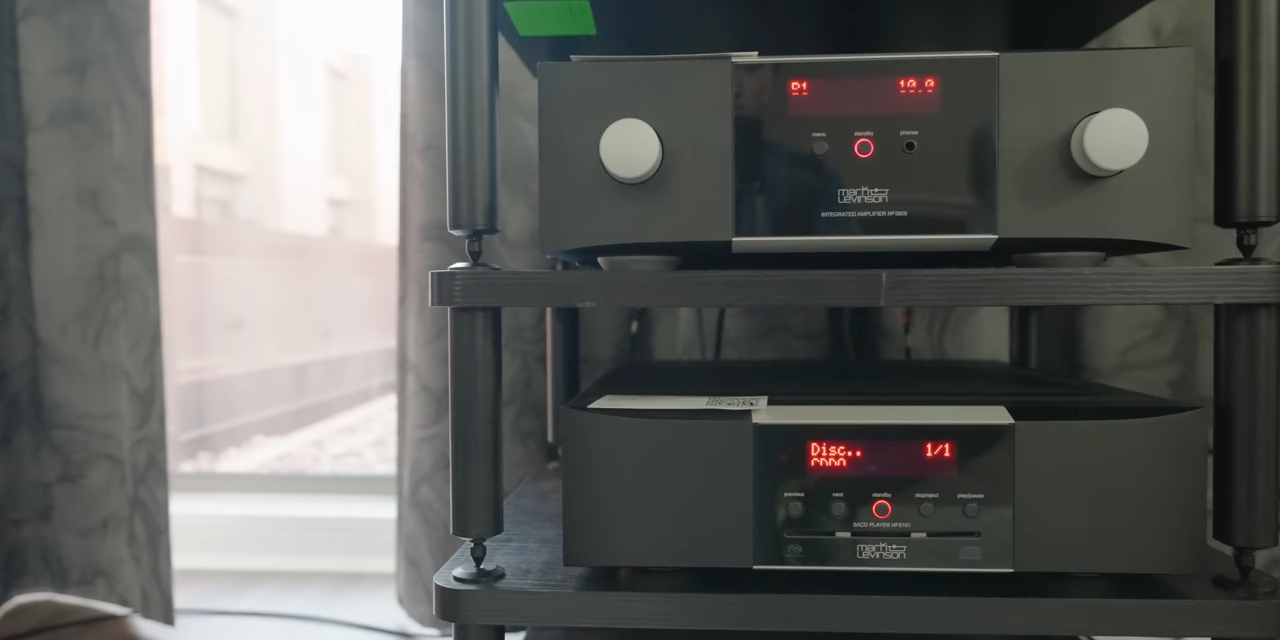 10.0
menu
standby
phones
mark
Levinson
INTEGRATED AMPLIFIER Nº5805
Disc.. 1/1
previous
next
standby
stop/eject
play/pause
SACD PLAYER Nº5101
mark
Levinson